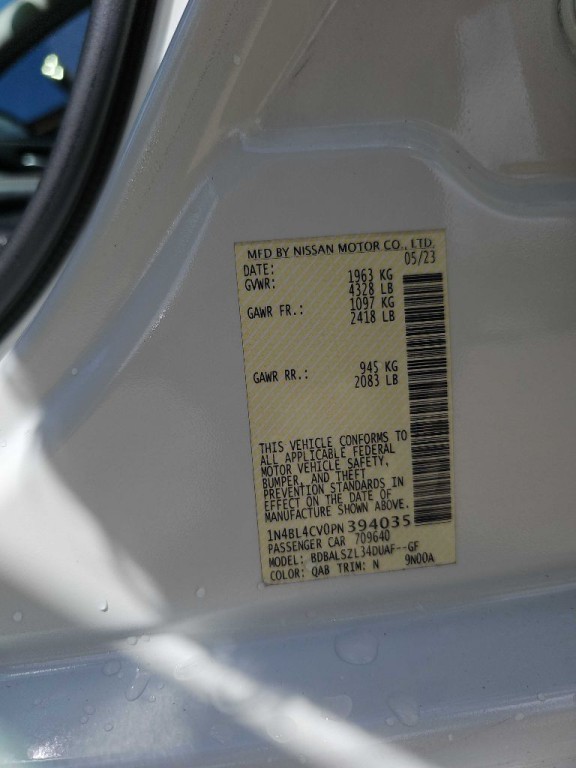 MFD BY NISSAN MOTOR CO., LTD.
DATE: 05/23
GVWR: 1963 KG
4328 LB
GAWR FR.: 1097 KG
2418 LB
GAWR RR.: 945 KG
2083 LB
THIS VEHICLE CONFORMS TO
ALL APPLICABLE FEDERAL
MOTOR VEHICLE SAFETY,
BUMPER, AND THEFT
PREVENTION STANDARDS IN
EFFECT ON THE DATE OF
MANUFACTURE SHOWN ABOVE.
1N4BL4CV0PN394035
PASSENGER CAR 709640
MODEL: BDBALSZL34DUAF--GF
COLOR: QAB TRIM: N 9N00A